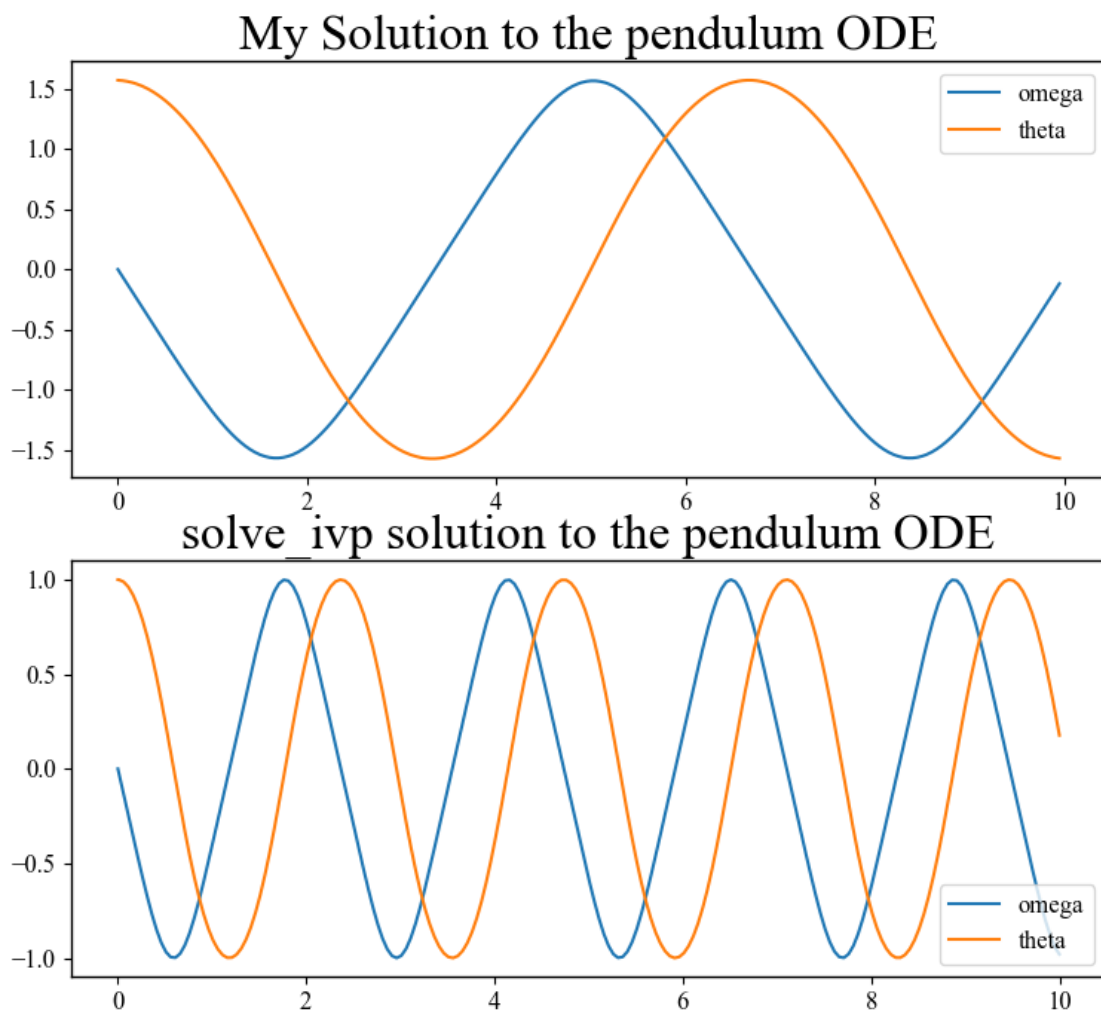 My Solution to the pendulum ODE
1.5
1.0
0.5
0.0
−0.5
−1.0
−1.5
omega
theta
0 2 4 6 8 10
solve_ivp solution to the pendulum ODE
1.0
0.5
0.0
−0.5
−1.0
omega
theta
0 2 4 6 8 10